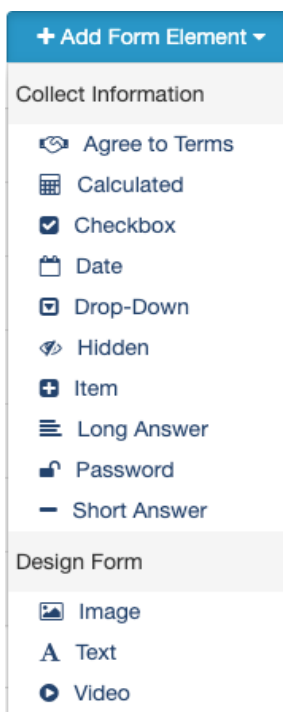 + Add Form Element
Collect Information
Agree to Terms
Calculated
Checkbox
Date
Drop-Down
Hidden
Item
Long Answer
Password
Short Answer
Design Form
Image
Text
Video